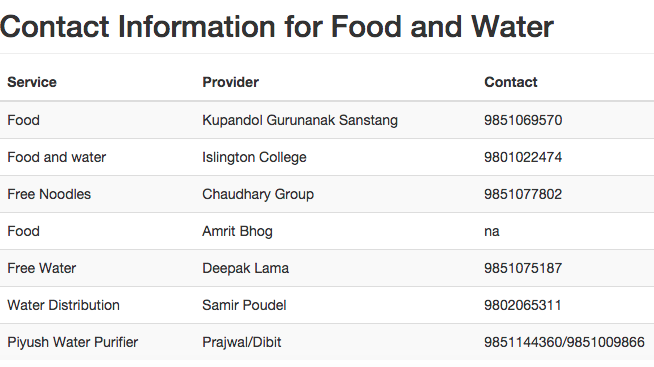 Contact Information for Food and Water
Service Provider Contact
Food Kupandol Gurunanak Sanstang 9851069570
Food and water Islington College 9801022474
Free Noodles Chaudhary Group 9851077802
Food Amrit Bhog na
Free Water Deepak Lama 9851075187
Water Distribution Samir Poudel 9802065311
Piyush Water Purifier Prajwal/Dibit 9851144360/9851009866